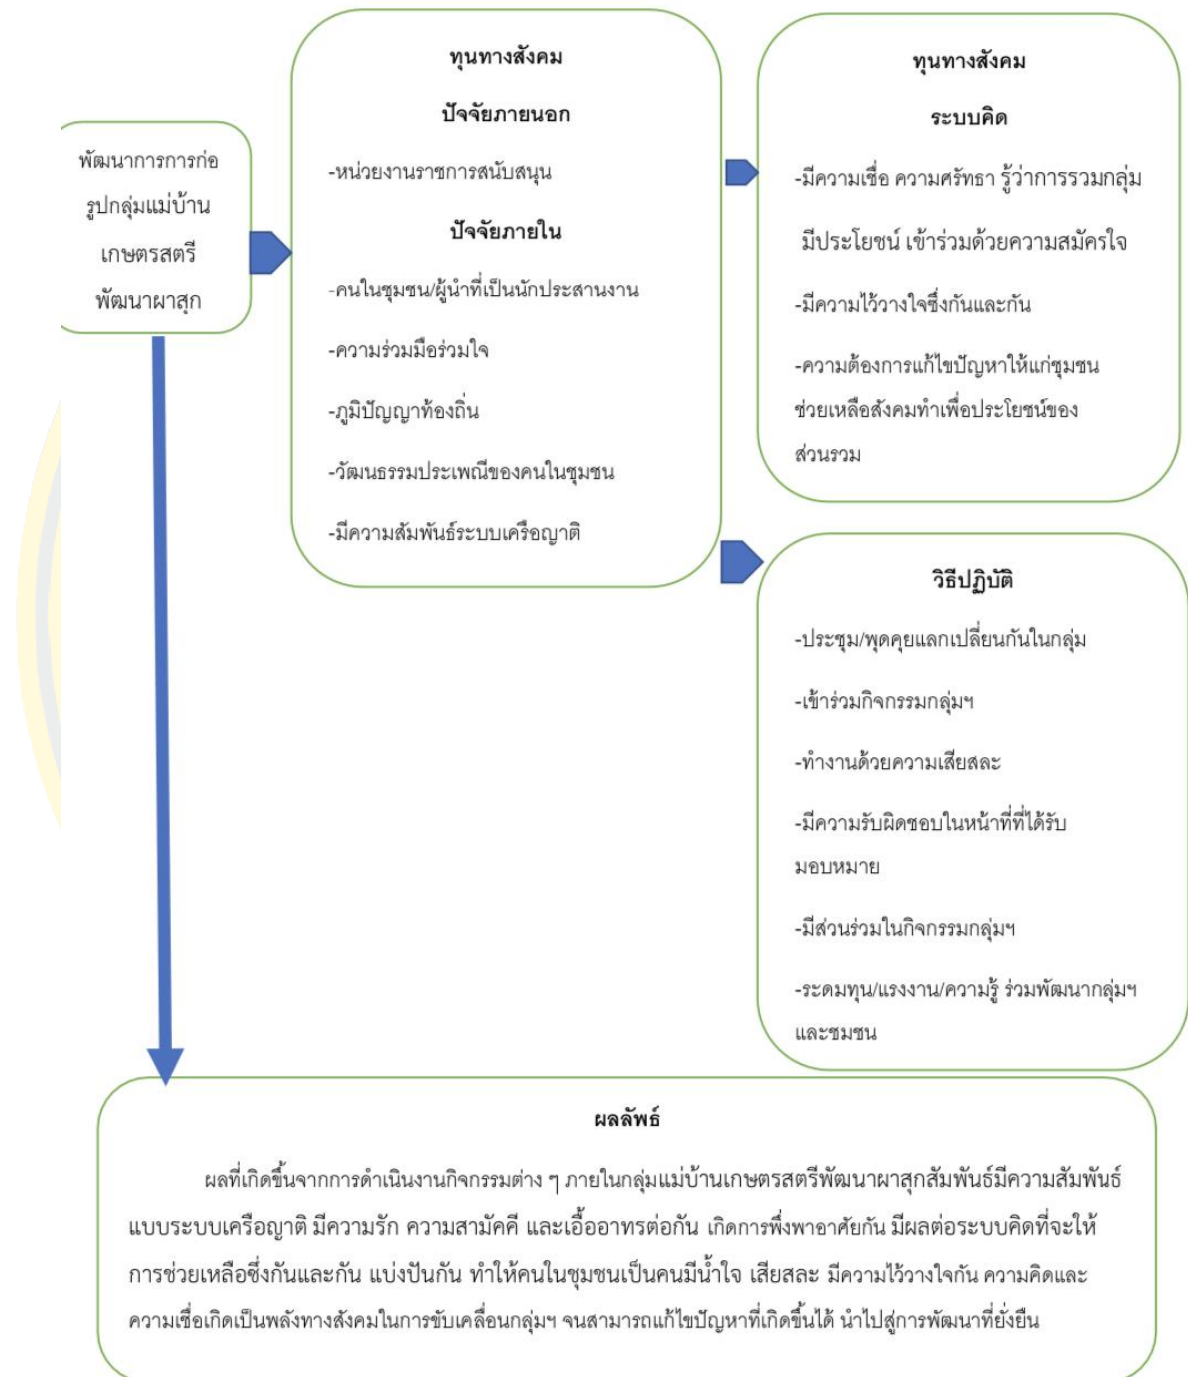 พัฒนาการการก่อ
รูปกลุ่มแม่บ้าน
เกษตรสตรี
พัฒนาผาสุก
ทุนทางสังคม
ปัจจัยภายนอก
-หน่วยงานราชการสนับสนุน
ปัจจัยภายใน
-คนในชุมชน/ผู้นำที่เป็นนักประสานงาน
-ความร่วมมือร่วมใจ
-ภูมิปัญญาท้องถิ่น
-วัฒนธรรมประเพณีของคนในชุมชน
-มีความสัมพันธ์ระบบเครือญาติ
ทุนทางสังคม
ระบบคิด
-มีความเชื่อ ความศรัทธา รู้ว่าการรวมกลุ่ม
มีประโยชน์ เข้าร่วมด้วยความสมัครใจ
-มีความไว้วางใจซึ่งกันและกัน
-ความต้องการแก้ไขปัญหาให้แก่ชุมชน
ช่วยเหลือสังคมทำเพื่อประโยชน์ของ
ส่วนรวม
วิธีปฏิบัติ
-ประชุม/พุดคุยแลกเปลี่ยนกันในกลุ่ม
-เข้าร่วมกิจกรรมกลุ่มฯ
-ทำงานด้วยความเสียสละ
-มีความรับผิดชอบในหน้าที่ที่ได้รับ
มอบหมาย
-มีส่วนร่วมในกิจกรรมกลุ่มฯ
-ระดมทุน/แรงงาน/ความรู้ ร่วมพัฒนากลุ่มฯ
และชมชน
ผลลัพธ์
ผลที่เกิดขึ้นจากการดำเนินงานกิจกรรมต่าง ๆ ภายในกลุ่มแม่บ้านเกษตรสตรีพัฒนาผาสุกสัมพันธ์มีความสัมพันธ์
แบบระบบเครือญาติ มีความรัก ความสามัคคี และเอื้ออาทรต่อกัน เกิดการพึ่งพาอาศัยกัน มีผลต่อระบบคิดที่จะให้
การช่วยเหลือซึ่งกันและกัน แบ่งปันกัน ทำให้คนในชุมชนเป็นคนมีน้ำใจ เสียสละ มีความไว้วางใจกัน ความคิดและ
ความเชื่อเกิดเป็นพลังทางสังคมในการขับเคลื่อนกลุ่มฯ จนสามารถแก้ไขปัญหาที่เกิดขึ้นได้ นำไปสู่การพัฒนาที่ยั่งยืน